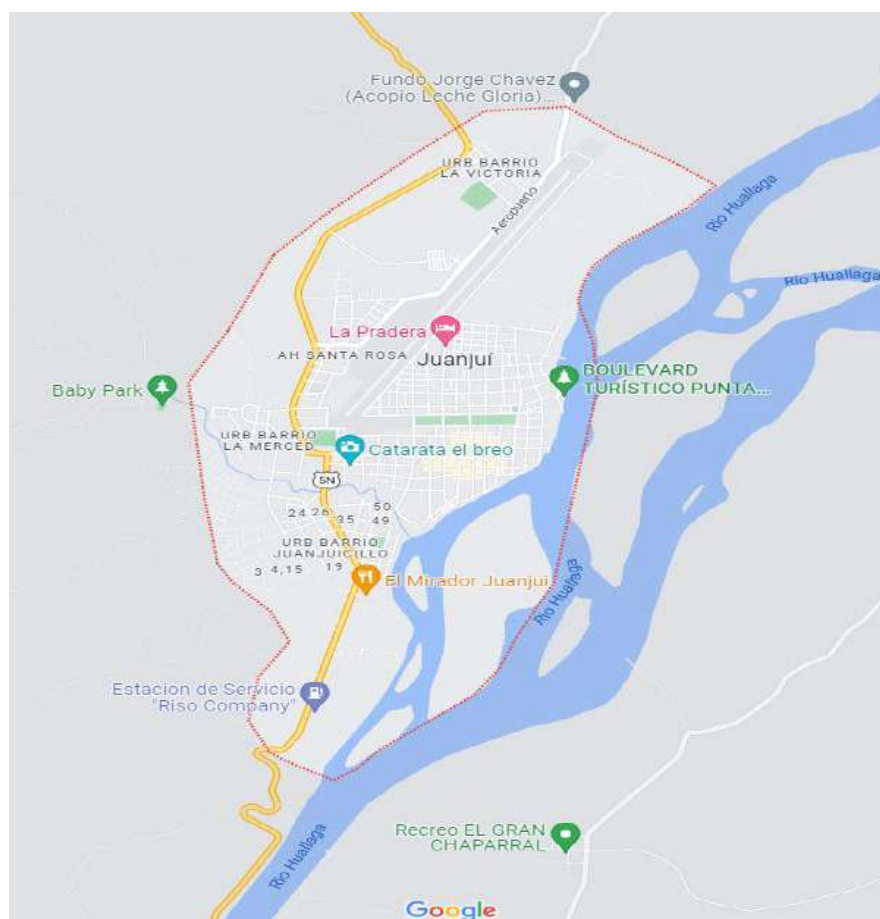 Fundo Jorge Chavez
(Acopio Leche Gloria)...
URB BARRIO
LA VICTORIA
Aeropuerto
Rio Huallaga
Rio Huallaga
La Pradera
AH SANTA ROSA
Juanjuí
Baby Park
BOULEVARD
TURÍSTICO PUNTA...
URB BARRIO
LA MERCED
Catarata el breo
5N
24
26
35
50
49
URB BARRIO
JUANJUICILLO
3
4,15
19
El Mirador Juanjui
Rio Huallaga
Estacion de Servicio
"Riso Company"
Recreo EL GRAN
CHAPARRAL
Rio Huallaga
Google